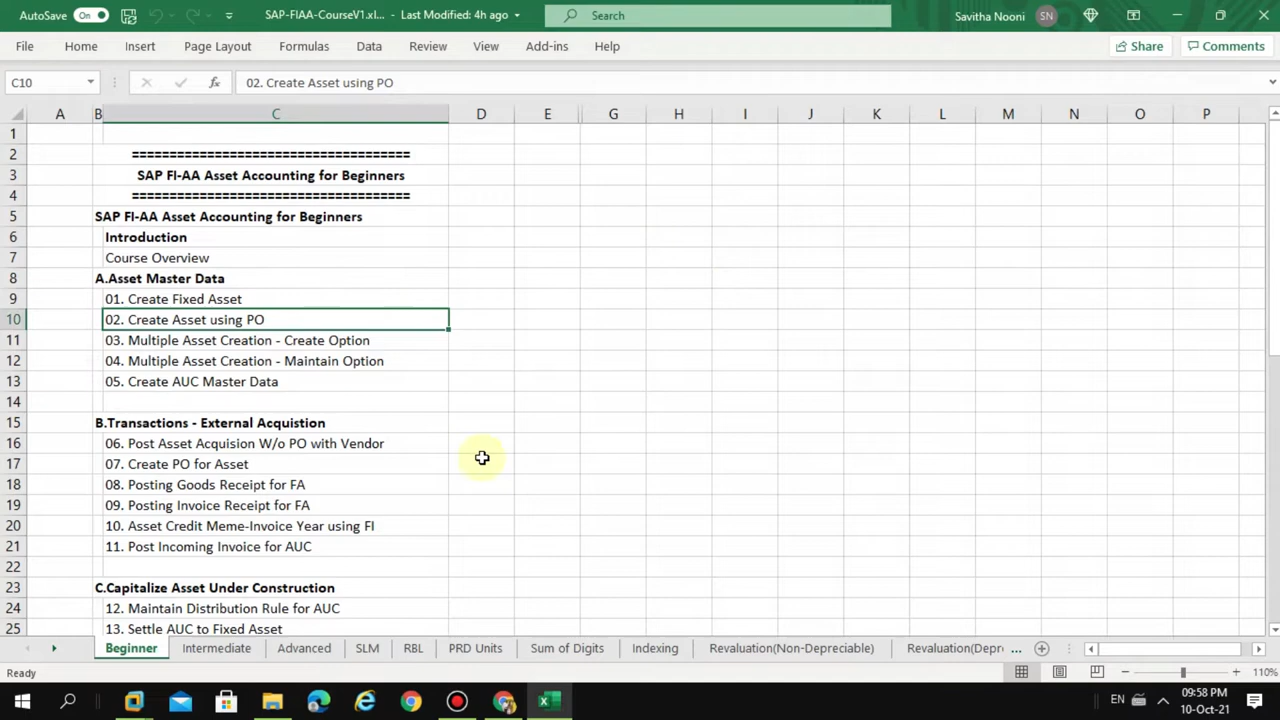 AutoSave On SAP-FIAA-CourseV1.xl... • Last Modified: 4h ago Search Savitha Nooni SN
File Home Insert Page Layout Formulas Data Review View Add-ins Help Share Comments
C10 fx 02. Create Asset using PO
A B C D E F G H I J K L M N O P
1
2 =====================================
3 SAP FI-AA Asset Accounting for Beginners
4 =====================================
5 SAP FI-AA Asset Accounting for Beginners
6 Introduction
7 Course Overview
8 A.Asset Master Data
9 01. Create Fixed Asset
10 02. Create Asset using PO
11 03. Multiple Asset Creation - Create Option
12 04. Multiple Asset Creation - Maintain Option
13 05. Create AUC Master Data
14
15 B.Transactions - External Acquistion
16 06. Post Asset Acquision W/o PO with Vendor
17 07. Create PO for Asset
18 08. Posting Goods Receipt for FA
19 09. Posting Invoice Receipt for FA
20 10. Asset Credit Meme-Invoice Year using FI
21 11. Post Incoming Invoice for AUC
22
23 C.Capitalize Asset Under Construction
24 12. Maintain Distribution Rule for AUC
25 13. Settle AUC to Fixed Asset
Beginner Intermediate Advanced SLM RBL PRD Units Sum of Digits Indexing Revaluation(Non-Depreciable) Revaluation(Depre ...
Ready 110%
EN 09:58 PM
10-Oct-21